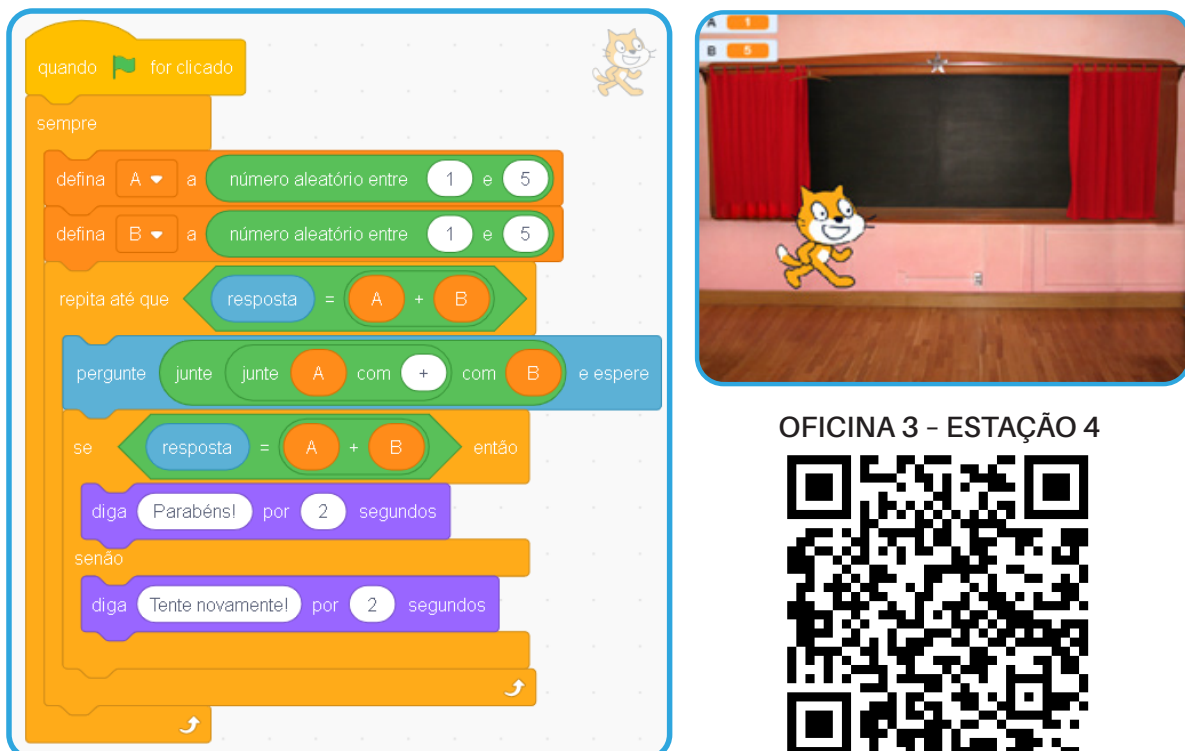 quando for clicado
sempre
defina A a número aleatório entre 1 e 5
defina B a número aleatório entre 1 e 5
repita até que resposta = A + B
pergunte junte junte A com + com B e espere
se resposta = A + B então
diga Parabéns! por 2 segundos
senão
diga Tente novamente! por 2 segundos
A 1
B 5
OFICINA 3 – ESTAÇÃO 4